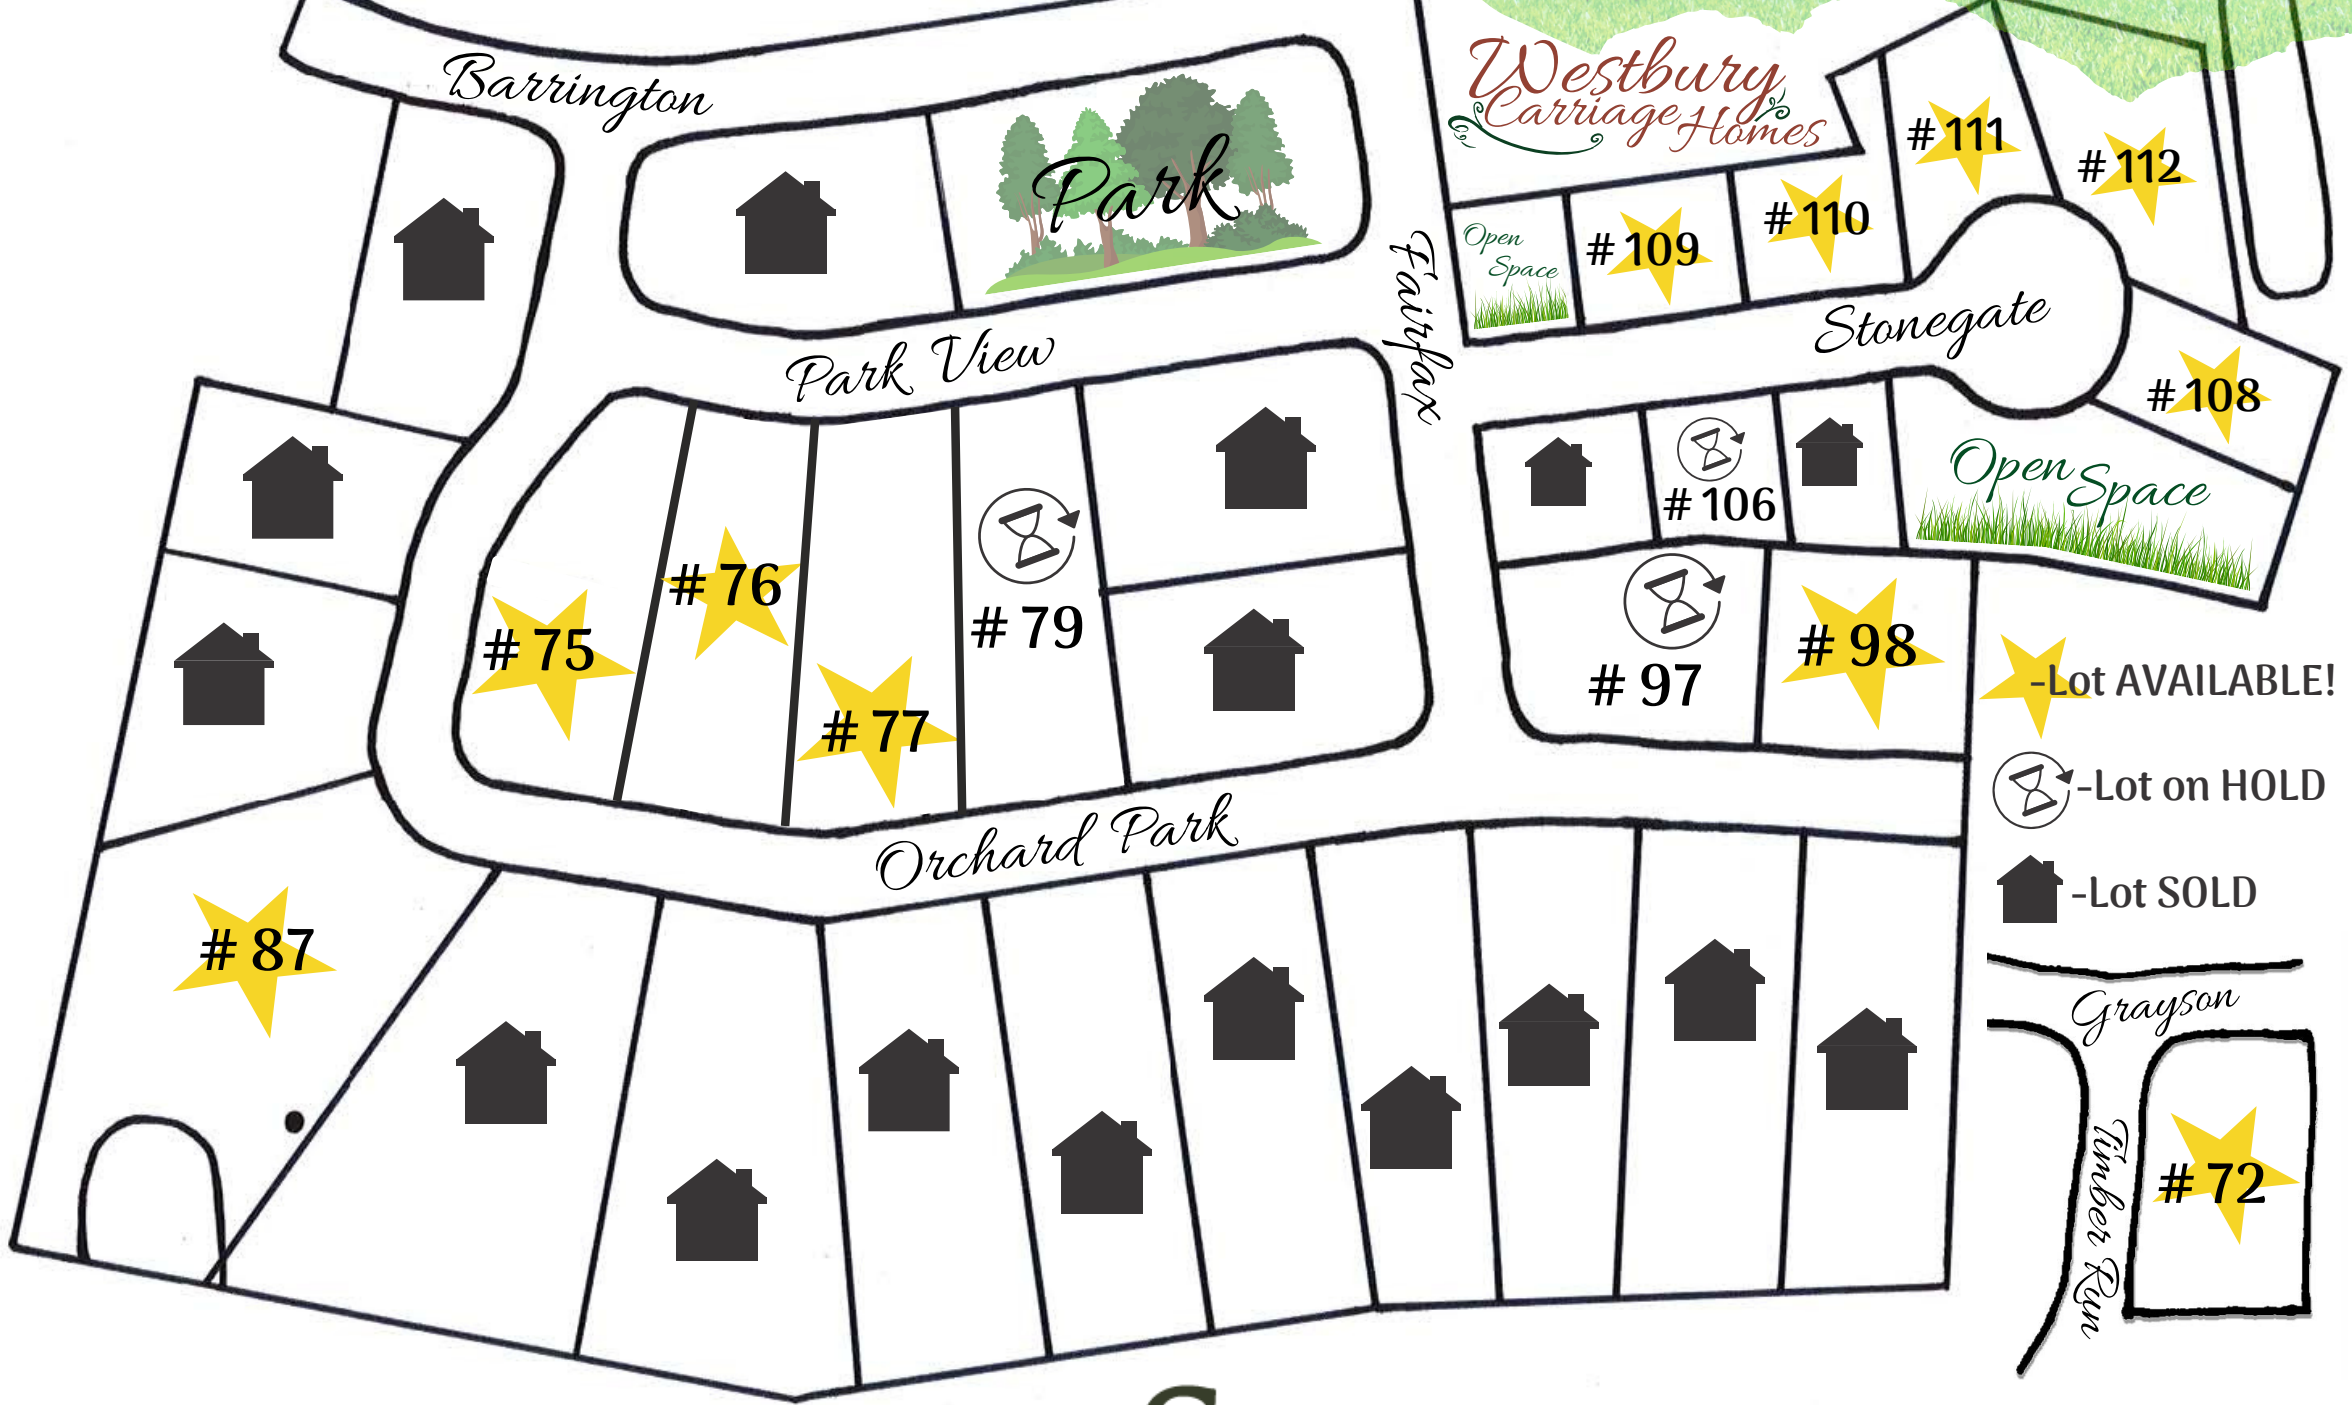 Barrington
Park
Westbury
Carriage Homes
# 111
# 112
# 109
# 110
Open
Space
Fairfax
Stonegate
Park View
# 108
# 106
Open
Space
# 75
# 76
# 77
# 79
# 97
# 98
-Lot AVAILABLE!
-Lot on HOLD
-Lot SOLD
Orchard Park
# 87
Grayson
Timber Run
# 72